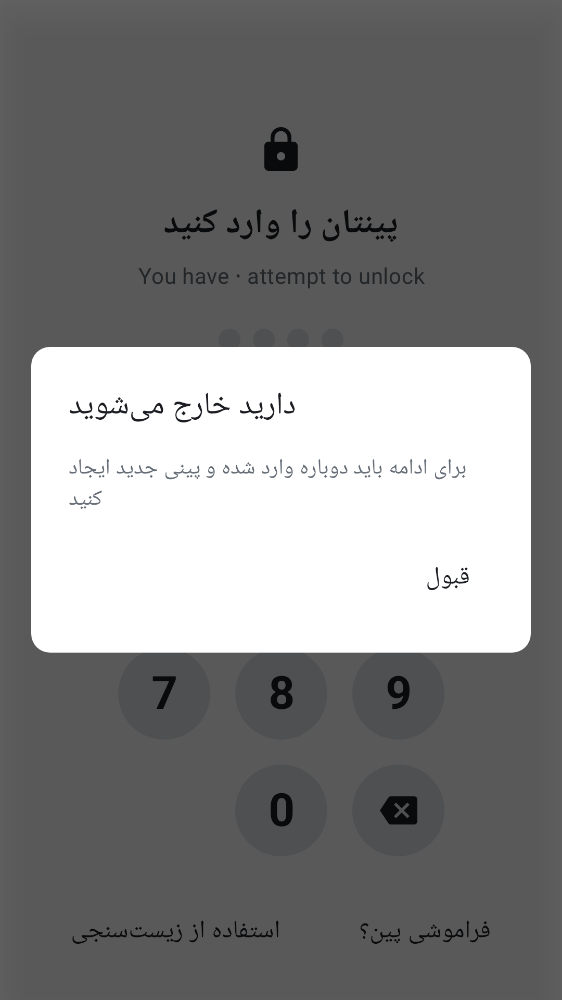 پینتان را وارد کنید
You have · attempt to unlock
دارید خارج می‌شوید
برای ادامه باید دوباره وارد شده و پینی جدید ایجاد
کنید
قبول
7 8 9
0
استفاده از زیست‌سنجی
فراموشی پین؟